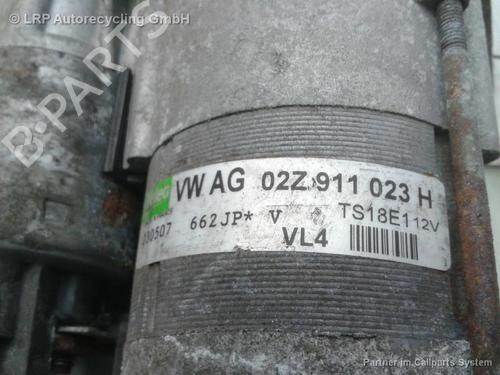 © LRP Autorecycling GmbH
B-PARTS
VW AG 02Z 911 023 H
662JP* V TS18E112V
VL4
Partner im Callparts System